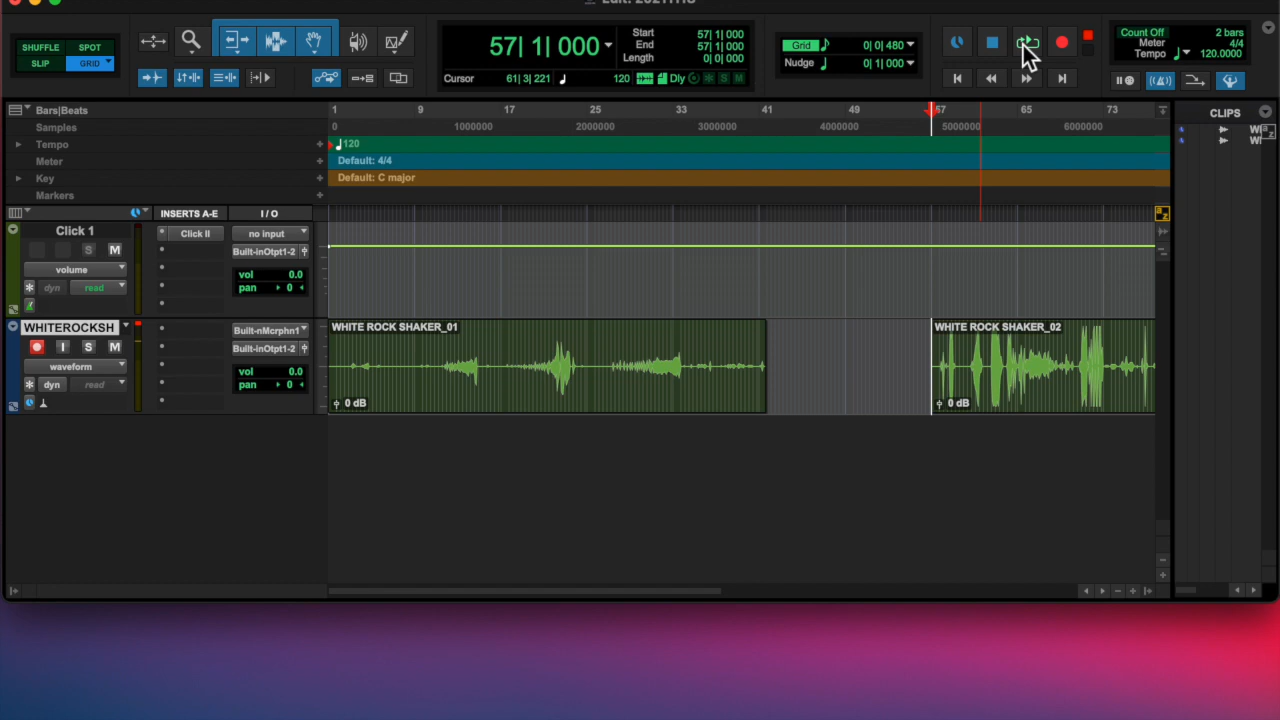 SHUFFLE SPOT
SLIP GRID
57| 1| 000
Start 57| 1| 000
End 57| 1| 000
Length 0| 0| 000
Cursor 61| 3| 221 120 Dly S M
Grid 0| 0| 480
Nudge 0| 1| 000
Count Off 2 bars
Meter 4/4
Tempo 120.0000
Bars|Beats 1 9 17 25 33 41 49 57 65 73
Samples 0 1000000 2000000 3000000 4000000 5000000 6000000
Tempo 120
Meter Default: 4/4
Key Default: C major
Markers
CLIPS
INSERTS A-E I / O
Click 1 Click II no input
S M Built-inOtpt1-2
volume vol 0.0
dyn read pan 0
WHITEROCKSH Built-nMcrphn1
I S M Built-inOtpt1-2
waveform vol 0.0
dyn read pan 0
WHITE ROCK SHAKER_01
0 dB
WHITE ROCK SHAKER_02
0 dB